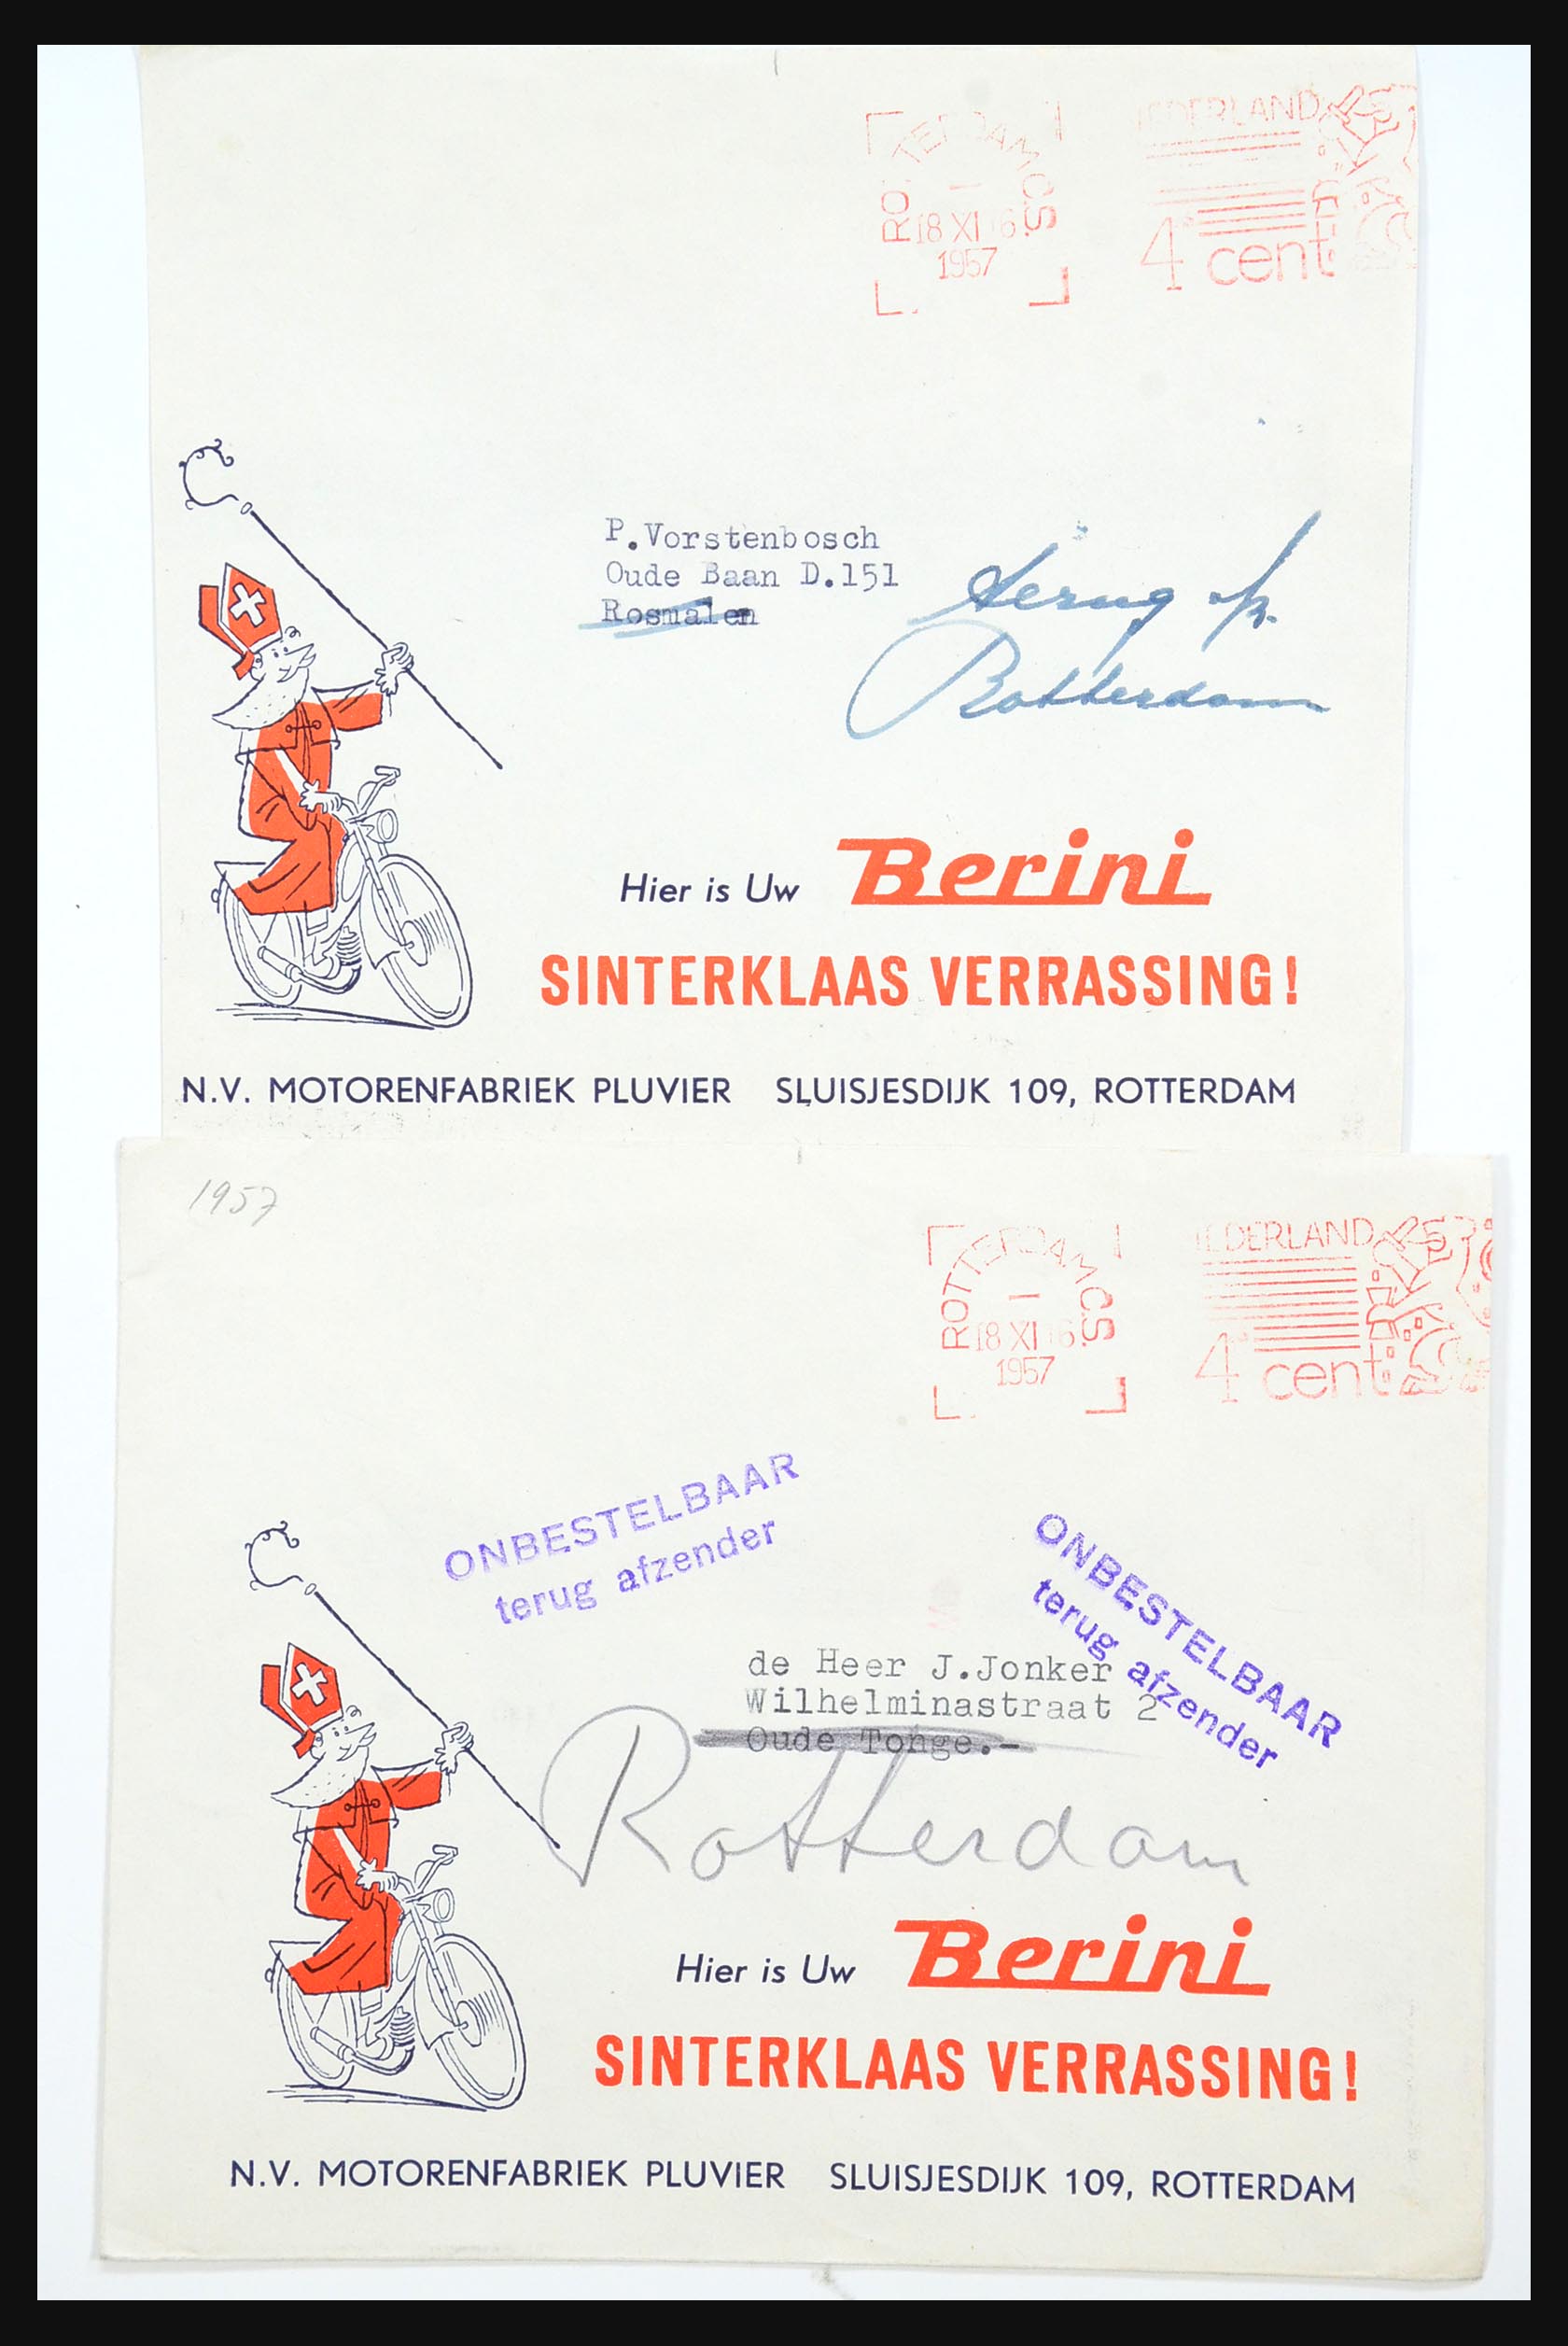 NEDERLAND
ROTTERDAM C.S.
18 XI 16
1957
4 cent
P.Vorstenbosch
Oude Baan D.151
Rosmalen
terug
Rotterdam
Hier is Uw Berini
SINTERKLAAS VERRASSING!
N.V. MOTORENFABRIEK PLUVIER SLUISJESDIJK 109, ROTTERDAM
1957
NEDERLAND
ROTTERDAM C.S.
18 XI 16
1957
4 cent
ONBESTELBAAR
terug afzender
ONBESTELBAAR
terug afzender
de Heer J.Jonker
Wilhelminastraat 2
Oude Tonge.-
Rotterdam
Hier is Uw Berini
SINTERKLAAS VERRASSING!
N.V. MOTORENFABRIEK PLUVIER SLUISJESDIJK 109, ROTTERDAM